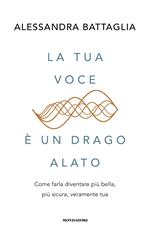 ALESSANDRA BATTAGLIA
LA TUA
VOCE
È UN DRAGO
ALATO
Come farla diventare più bella,
più sicura, veramente tua
MONDADORI